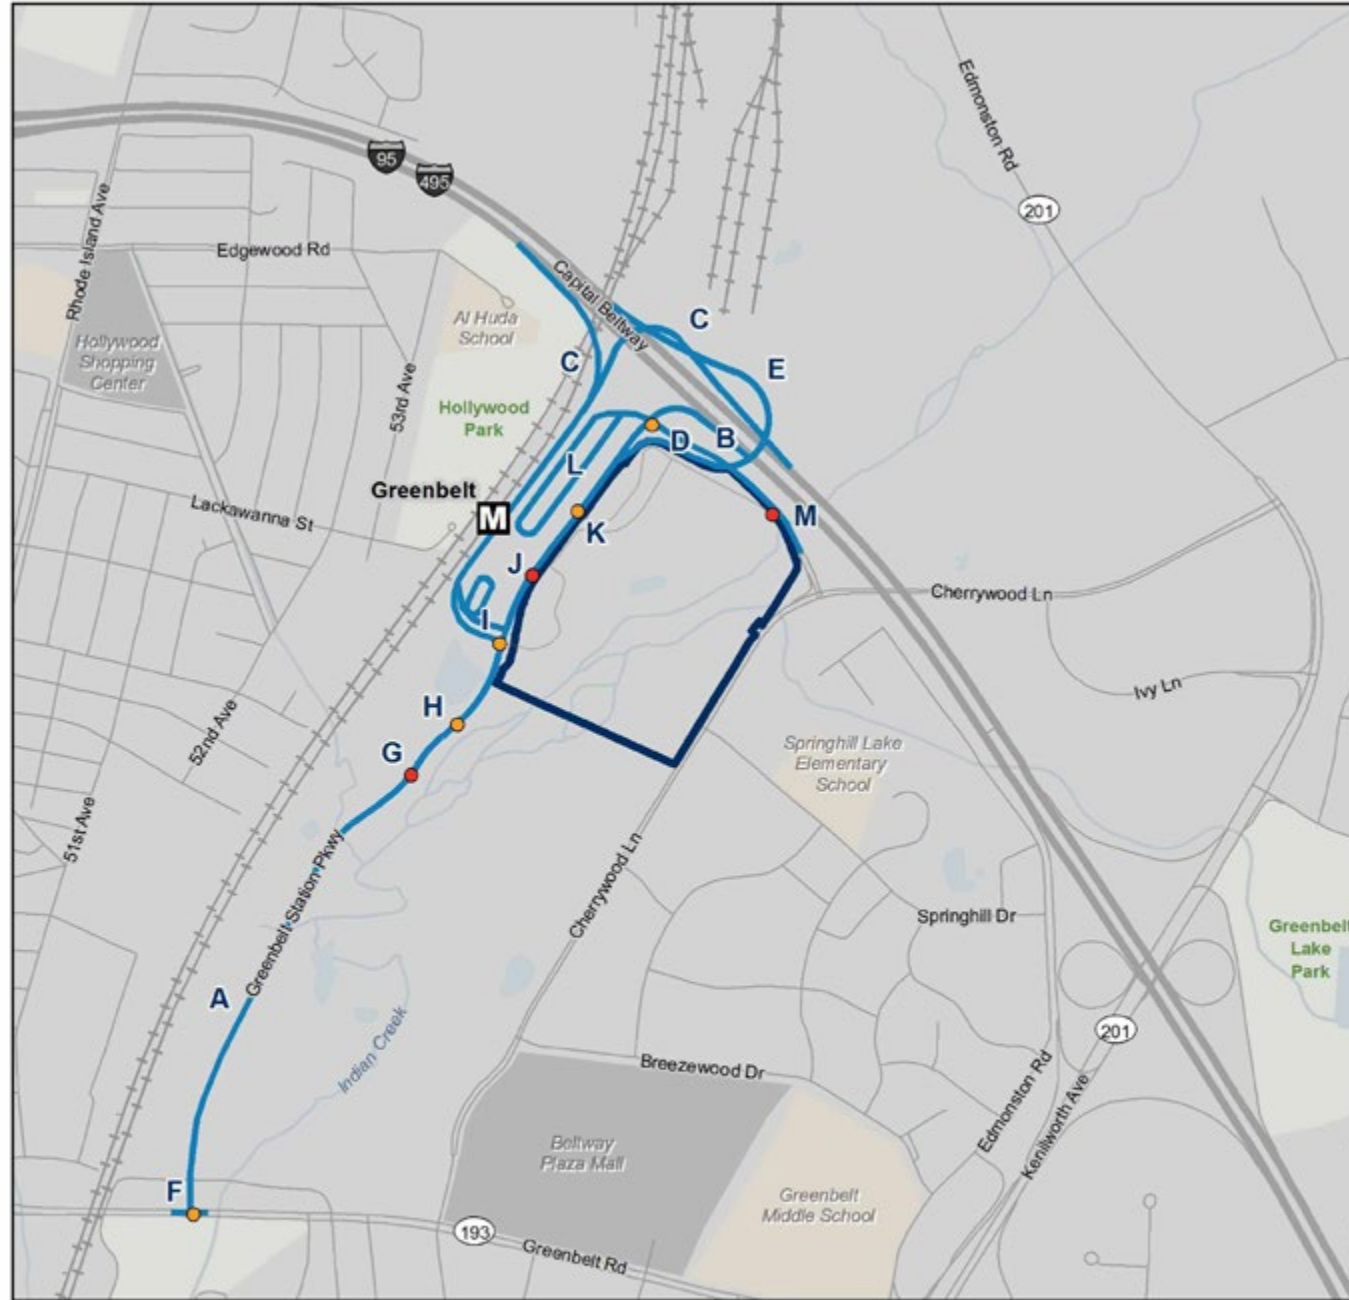 Edmonston Rd
95
495
201
Rhode Island Ave
Edgewood Rd
Capital Beltway
C
Al Huda
School
Hollywood
Shopping
Center
C
E
53rd Ave
Hollywood
Park
D
B
L
Greenbelt
M
Lackawanna St
K
M
J
Cherrywood Ln
I
Ivy Ln
H
52nd Ave
G
Springhill Lake
Elementary
School
51st Ave
Greenbelt Station Pkwy
Cherrywood Ln
Springhill Dr
Greenbelt
Lake
Park
A
Indian Creek
201
Breezewood Dr
Edmonston Rd
Kenilworth Ave
Beltway
Plaza Mall
F
Greenbelt
Middle School
193
Greenbelt Rd